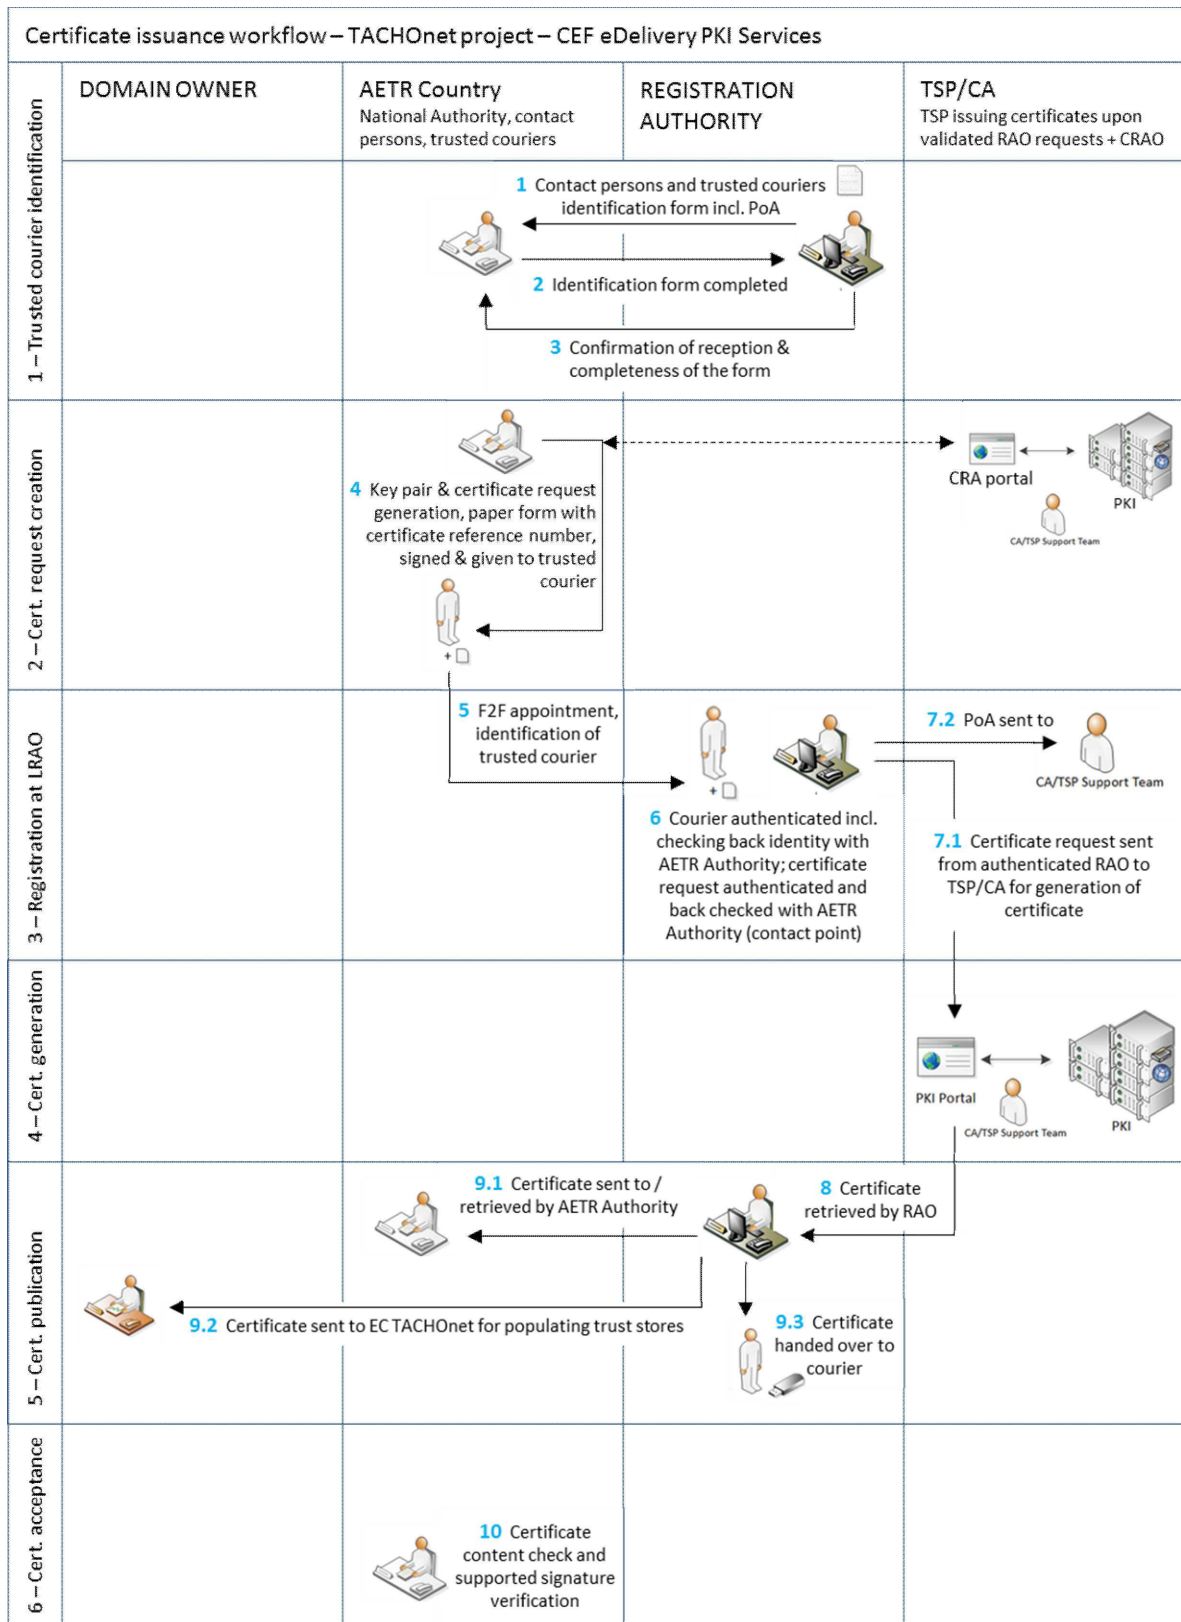 Certificate issuance workflow – TACHOnet project – CEF eDelivery PKI Services
DOMAIN OWNER
AETR Country
National Authority, contact
persons, trusted couriers
REGISTRATION
AUTHORITY
TSP/CA
TSP issuing certificates upon
validated RAO requests + CRAO
1 – Trusted courier identification
1 Contact persons and trusted couriers
identification form incl. PoA
2 Identification form completed
3 Confirmation of reception &
completeness of the form
2 – Cert. request creation
4 Key pair & certificate request
generation, paper form with
certificate reference number,
signed & given to trusted
courier
+
CRA portal
PKI
CA/TSP Support Team
3 – Registration at LRAO
5 F2F appointment,
identification of
trusted courier
+
6 Courier authenticated incl.
checking back identity with
AETR Authority; certificate
request authenticated and
back checked with AETR
Authority (contact point)
7.2 PoA sent to
CA/TSP Support Team
7.1 Certificate request sent
from authenticated RAO to
TSP/CA for generation of
certificate
4 – Cert. generation
PKI Portal
CA/TSP Support Team
PKI
5 – Cert. publication
9.1 Certificate sent to /
retrieved by AETR Authority
8 Certificate
retrieved by RAO
9.2 Certificate sent to EC TACHOnet for populating trust stores
9.3 Certificate
handed over to
courier
6 – Cert. acceptance
10 Certificate
content check and
supported signature
verification